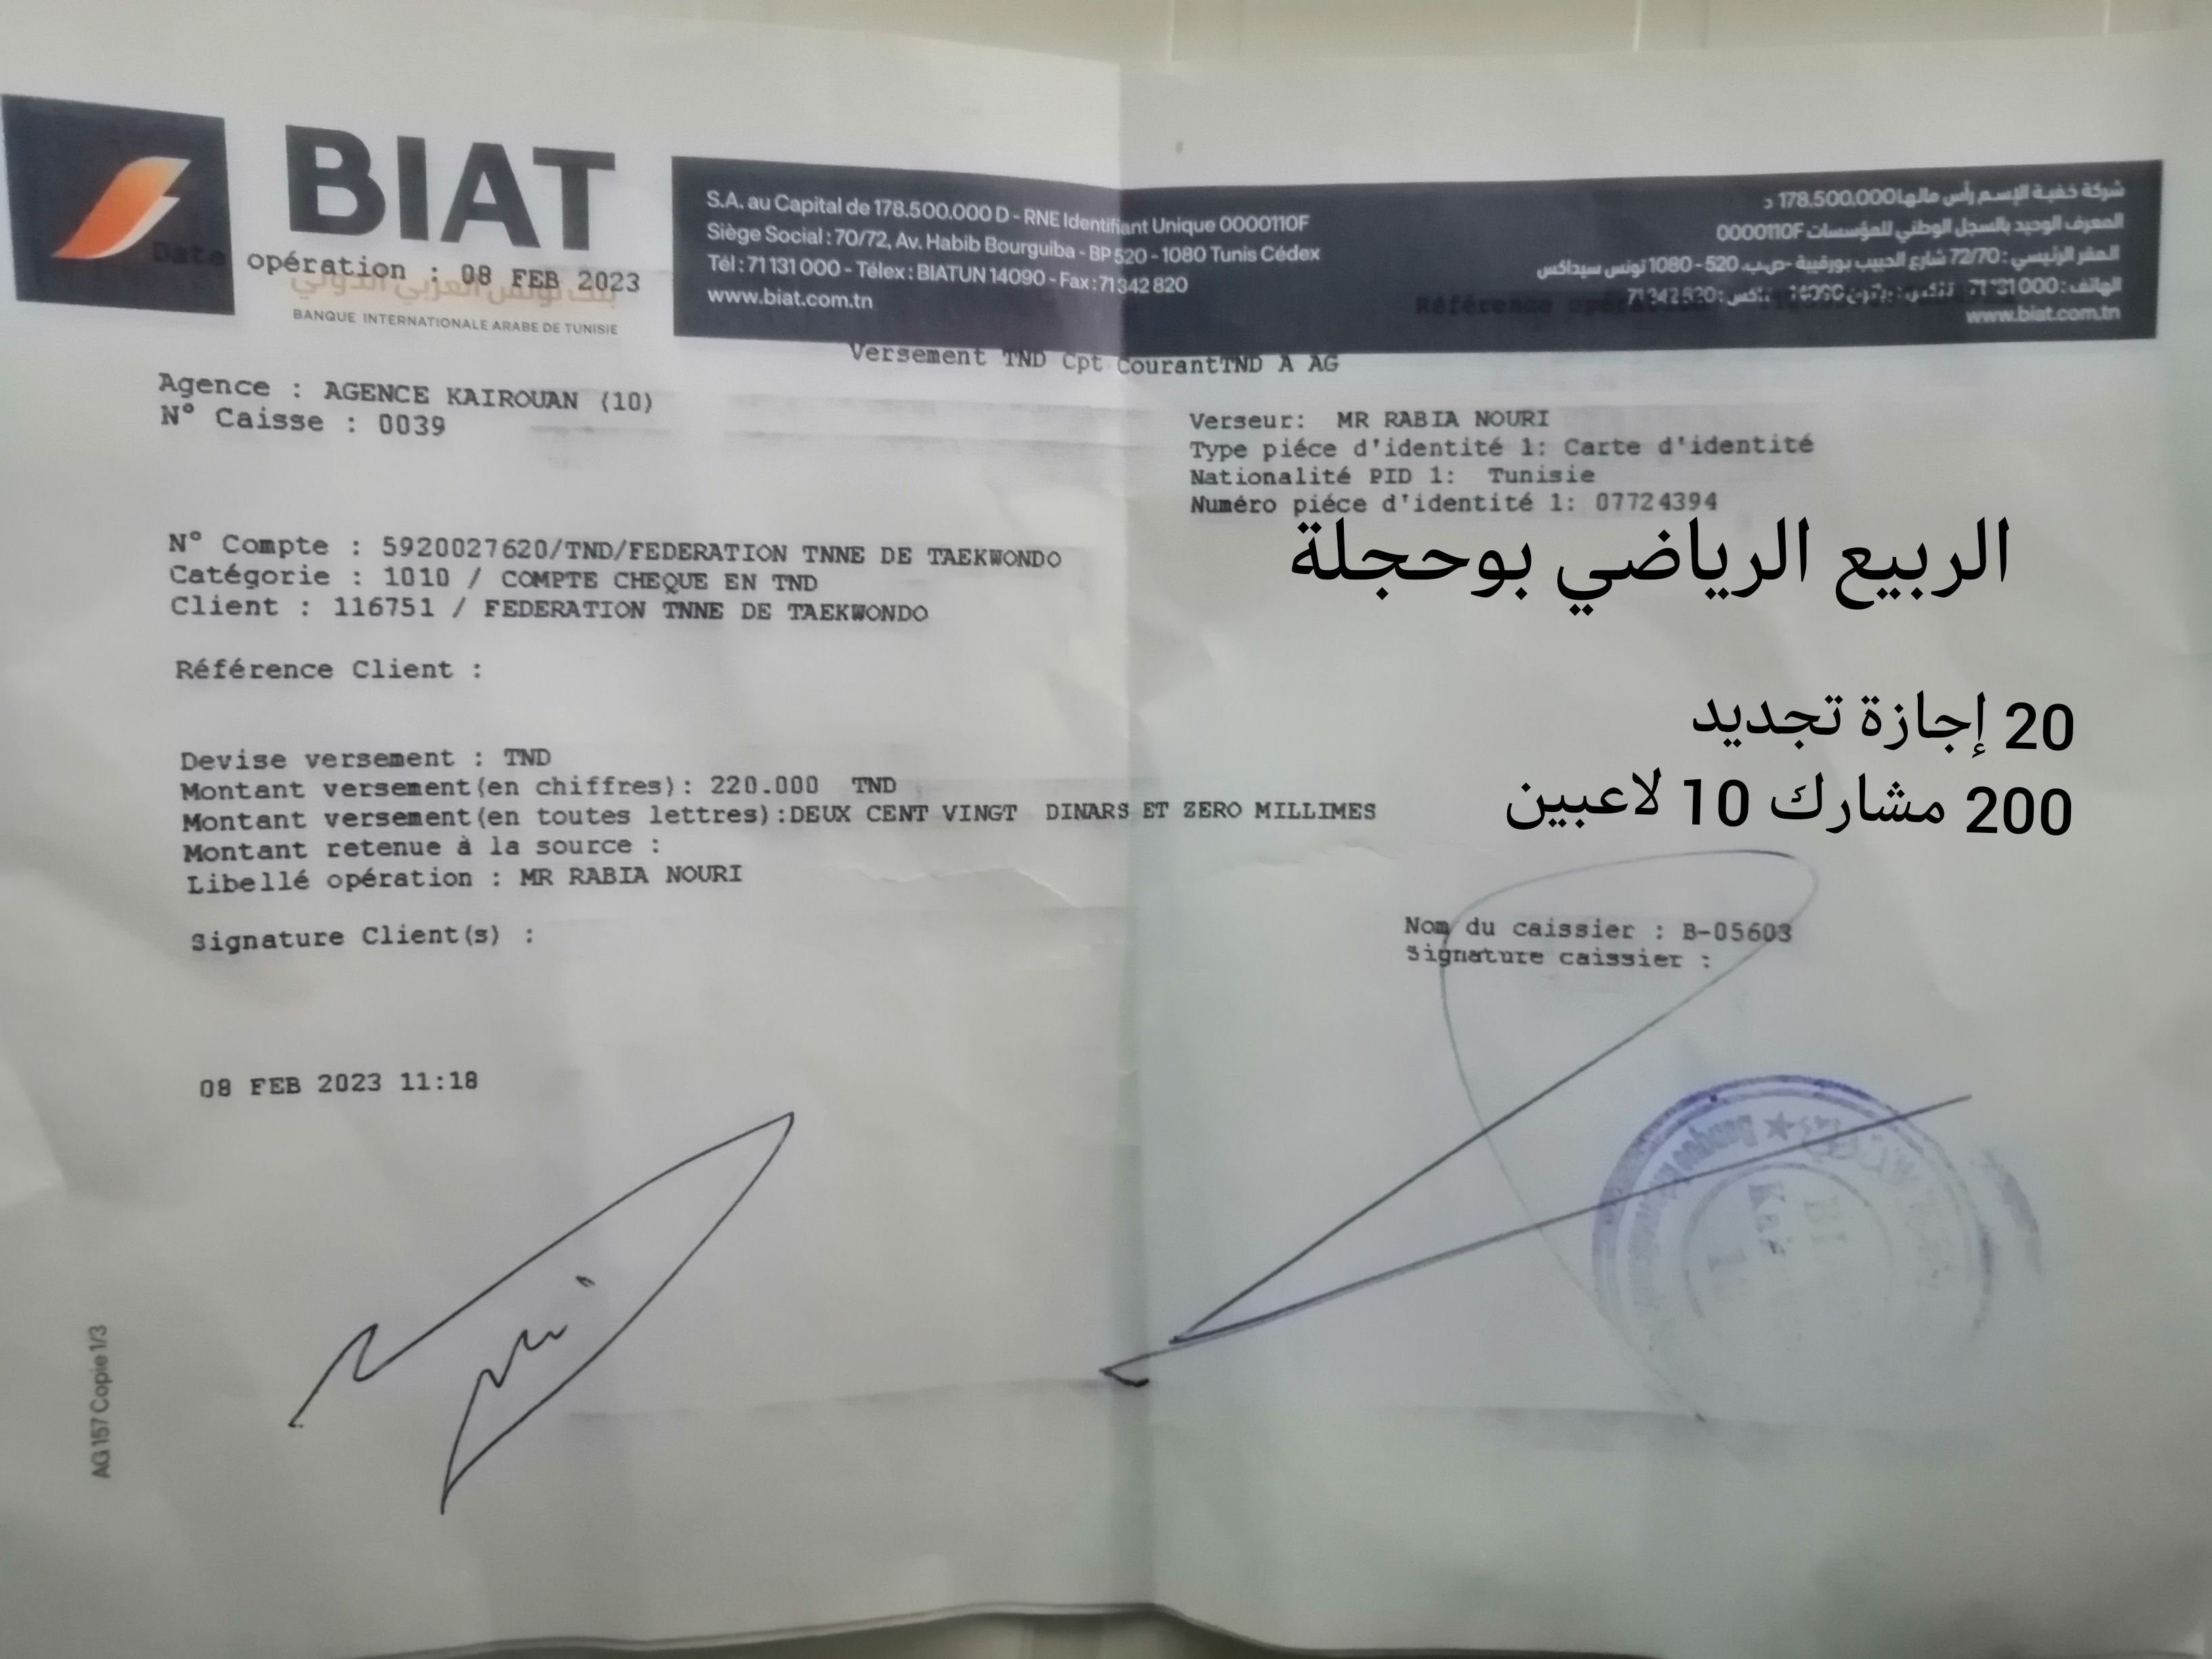 BIAT
بنك تونس العربي الدولي
BANQUE INTERNATIONALE ARABE DE TUNISIE
S.A. au Capital de 178.500.000 D - RNE Identifiant Unique 0000110F
Siège Social : 70/72, Av. Habib Bourguiba - BP 520 - 1080 Tunis Cédex
Tél : 71 131 000 - Télex : BIATUN 14090 - Fax : 71 342 820
www.biat.com.tn
شركة خفية الإسم رأس مالها 178.500.000 د
المعرف الوحيد بالسجل الوطني للمؤسسات 0000110F
المقر الرئيسي : 72/70 شارع الحبيب بورقيبة -ص.ب. 520 - 1080 تونس سيداكس
الهاتف : 71 131 000 14090 فاكس : 71 342 820
www.biat.com.tn
Date opération : 08 FEB 2023
Référence
Versement TND Cpt CourantTND A AG
Agence : AGENCE KAIROUAN (10)
N° Caisse : 0039
Verseur: MR RABIA NOURI
Type piéce d'identité 1: Carte d'identité
Nationalité PID 1: Tunisie
Numéro piéce d'identité 1: 07724394
الربيع الرياضي بوحجلة
N° Compte : 5920027620/TND/FEDERATION TNNE DE TAEKWONDO
Catégorie : 1010 / COMPTE CHEQUE EN TND
Client : 116751 / FEDERATION TNNE DE TAEKWONDO
Référence Client :
20 إجازة تجديد
200 مشارك 10 لاعبين
Devise versement : TND
Montant versement(en chiffres): 220.000 TND
Montant versement(en toutes lettres):DEUX CENT VINGT DINARS ET ZERO MILLIMES
Montant retenue à la source :
Libellé opération : MR RABIA NOURI
Signature Client(s) :
Nom du caissier : B-05603
Signature caissier :
08 FEB 2023 11:18
AG 157 Copie 1/3